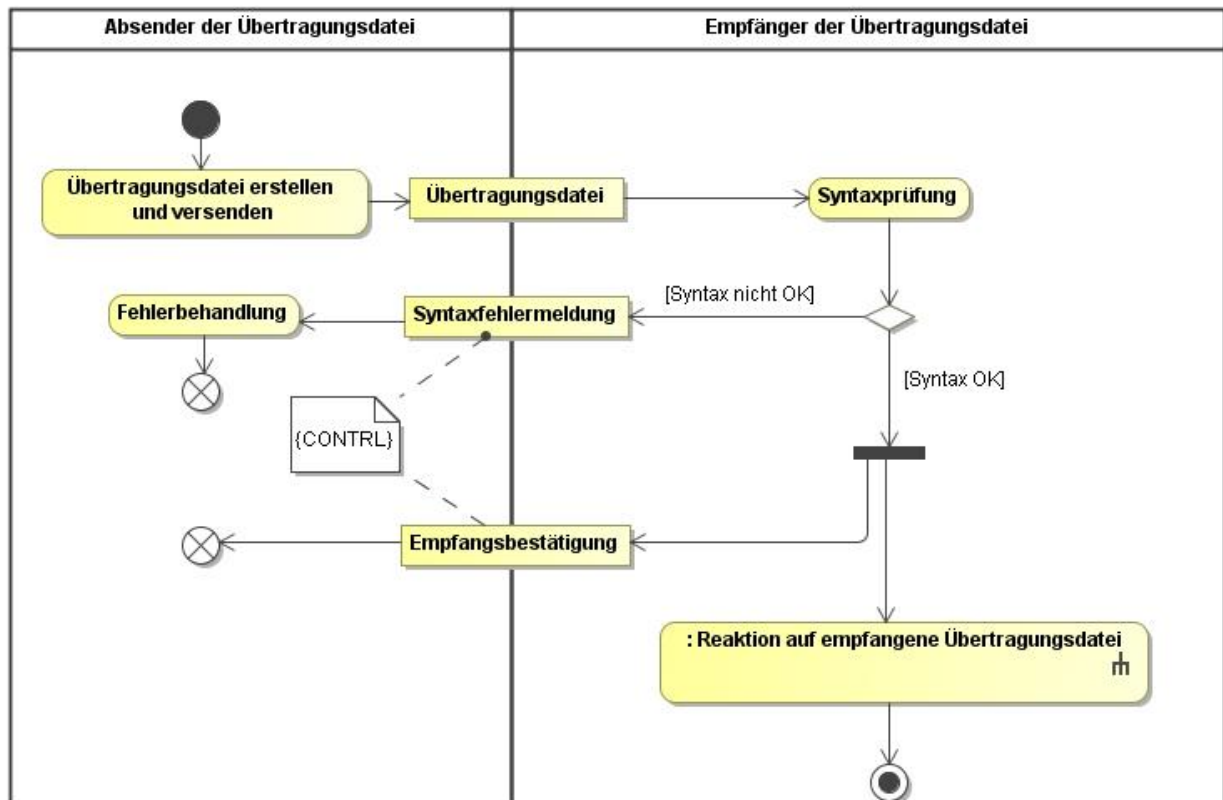 Absender der Übertragungsdatei
Empfänger der Übertragungsdatei
Übertragungsdatei erstellen
und versenden
Übertragungsdatei
Syntaxprüfung
[Syntax nicht OK]
Fehlerbehandlung
Syntaxfehlermeldung
[Syntax OK]
{CONTRL}
Empfangsbestätigung
: Reaktion auf empfangene Übertragungsdatei